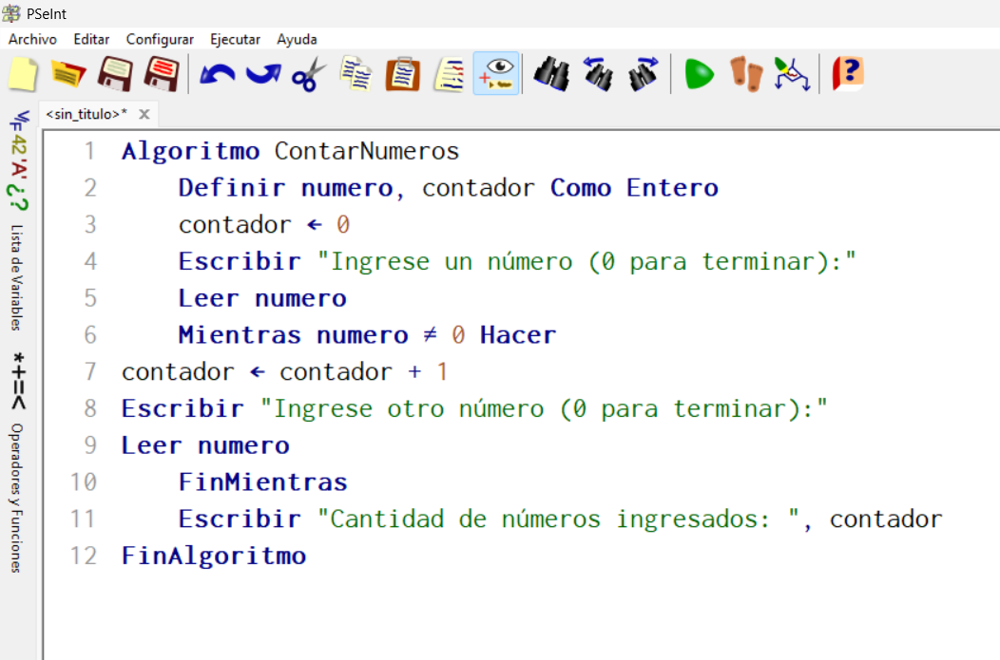 PSeInt
Archivo Editar Configurar Ejecutar Ayuda
<sin_titulo>* x
1 Algoritmo ContarNumeros
2 Definir numero, contador Como Entero
3 contador ← 0
4 Escribir "Ingrese un número (0 para terminar):"
5 Leer numero
6 Mientras numero ≠ 0 Hacer
7 contador ← contador + 1
8 Escribir "Ingrese otro número (0 para terminar):"
9 Leer numero
10 FinMientras
11 Escribir "Cantidad de números ingresados: ", contador
12 FinAlgoritmo
V/F 42 'A' ¿?
Lista de Variables
*+=<
Operadores y Funciones